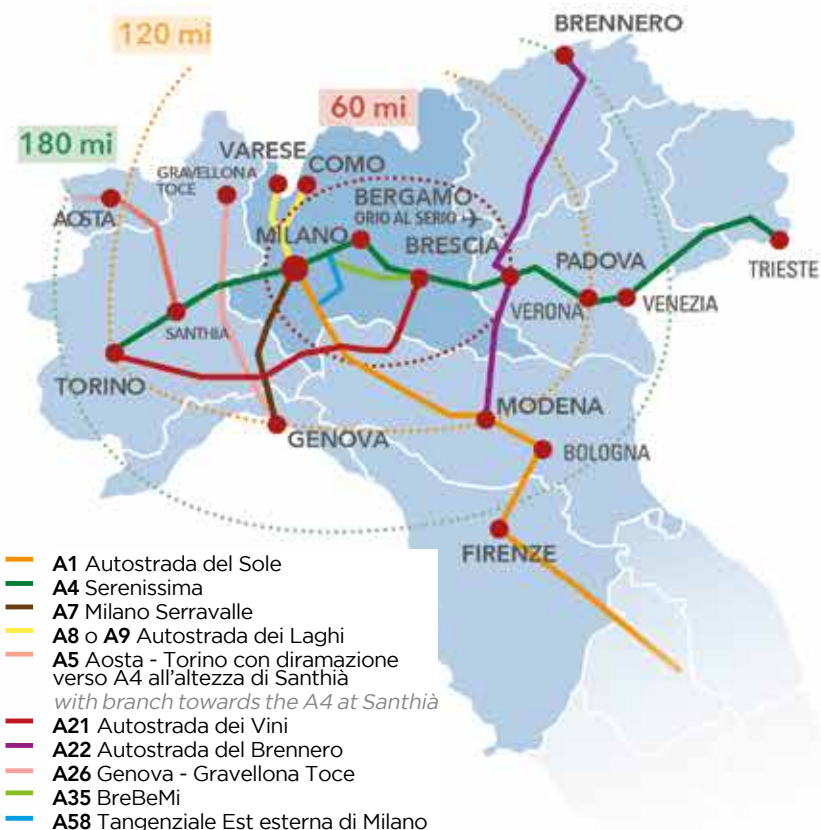 BRENNERO
120 mi
60 mi
180 mi
VARESE
COMO
GRAVELLONA
TOCE
BERGAMO
ORIO AL SERIO
AOSTA
MILANO
BRESCIA
PADOVA
TRIESTE
VERONA
VENEZIA
SANTHIA
TORINO
MODENA
GENOVA
BOLOGNA
FIRENZE
A1 Autostrada del Sole
A4 Serenissima
A7 Milano Serravalle
A8 o A9 Autostrada dei Laghi
A5 Aosta - Torino con diramazione
verso A4 all'altezza di Santhià
with branch towards the A4 at Santhià
A21 Autostrada dei Vini
A22 Autostrada del Brennero
A26 Genova - Gravellona Toce
A35 BreBeMi
A58 Tangenziale Est esterna di Milano